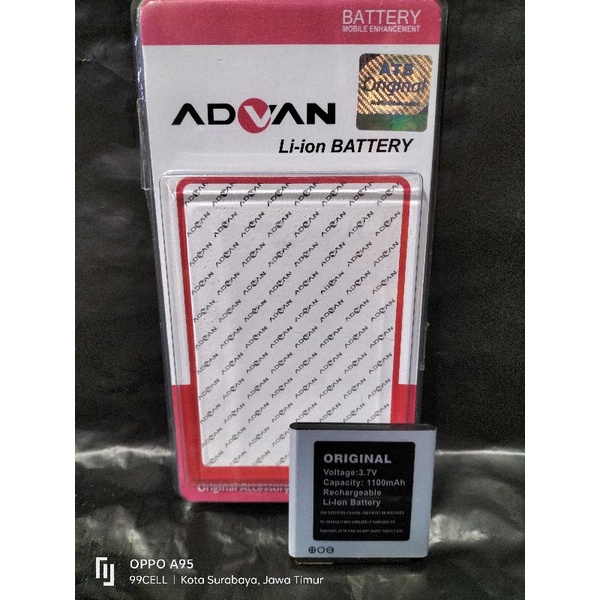 BATTERY
MOBILE ENHANCEMENT
ATB
Original
ADVAN
Li-ion BATTERY
Original Accessory
ORIGINAL
Voltage:3.7V
Capacity: 1100mAh
Rechargeable
Li-Ion Battery
OPPO A95
99CELL | Kota Surabaya, Jawa Timur